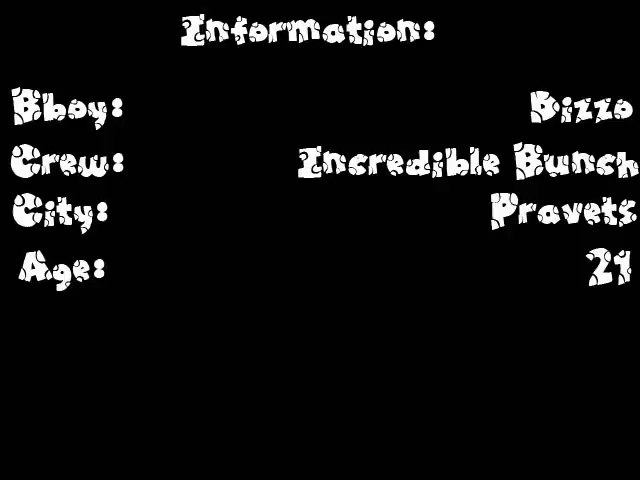 Information:
Bboy: Dizzo
Crew: Incredible Bunch
City: Pravets
Age: 21